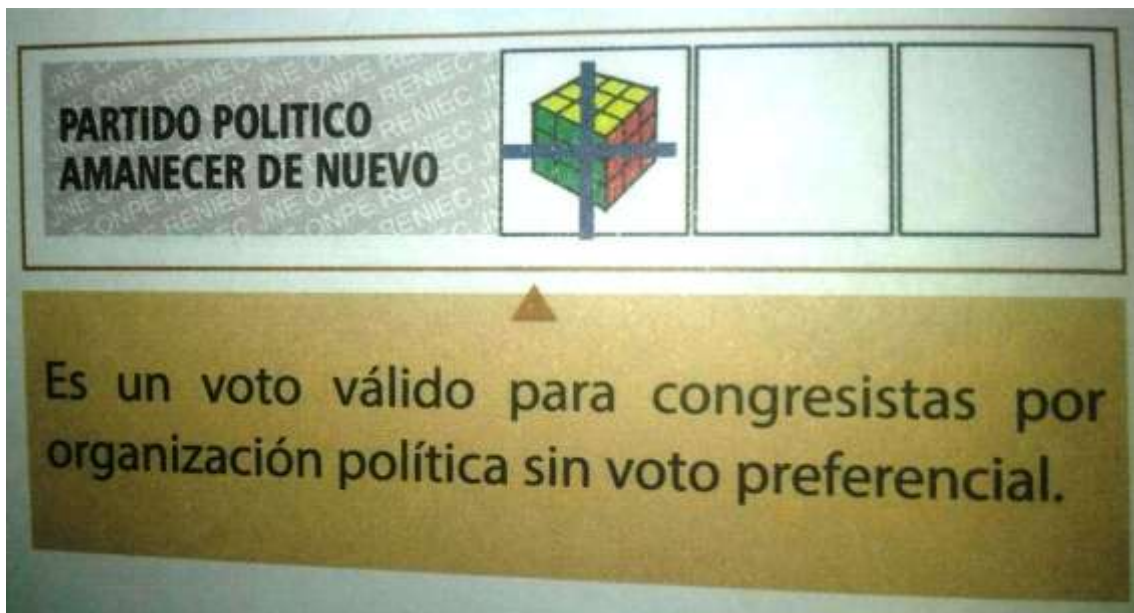 PARTIDO POLITICO
AMANECER DE NUEVO
Es un voto válido para congresistas por
organización política sin voto preferencial.